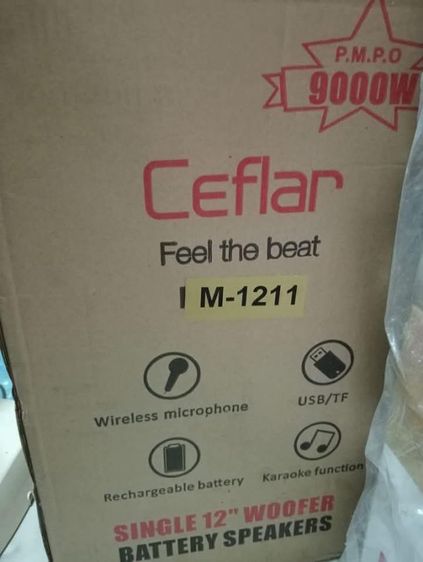 P.M.P.O
9000W
Ceflar
Feel the beat
M-1211
Wireless microphone
USB/TF
Rechargeable battery
Karaoke function
SINGLE 12" WOOFER
BATTERY SPEAKERS